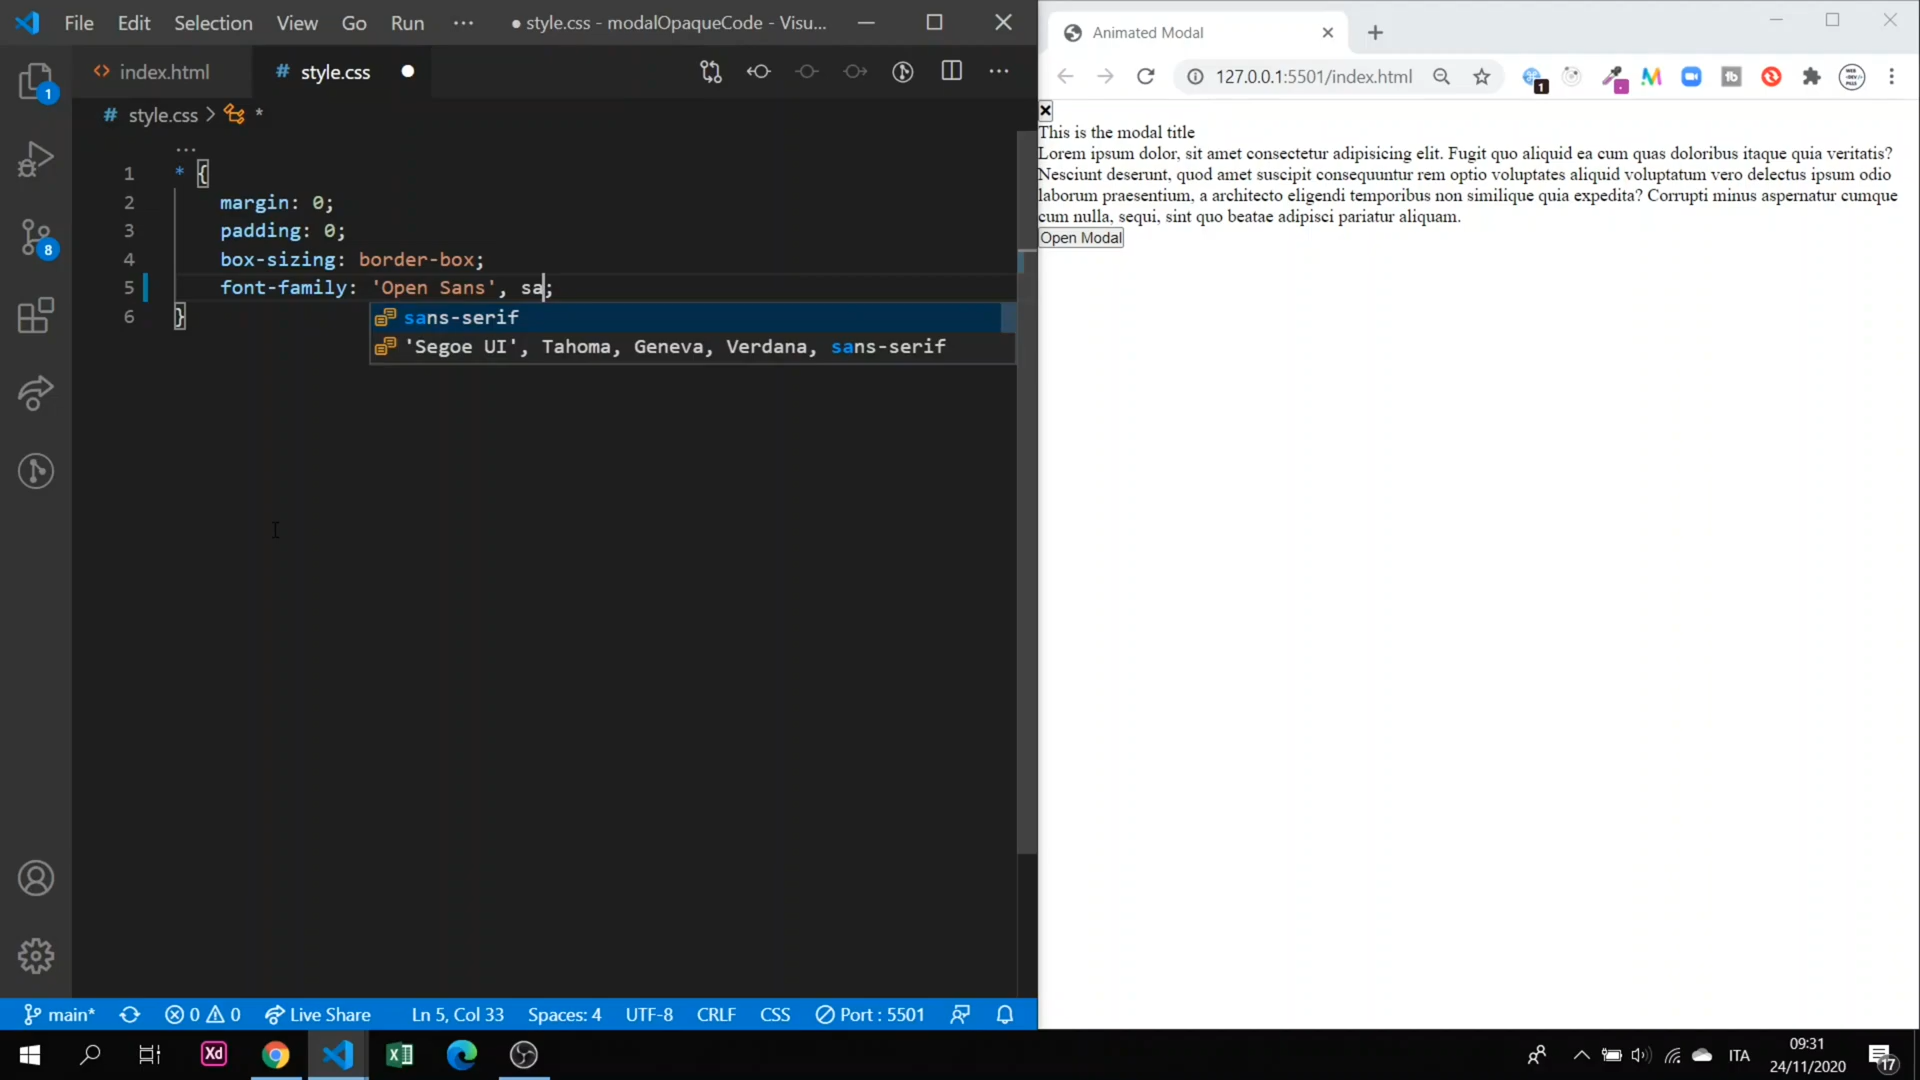 File Edit Selection View Go Run ··· ● style.css - modalOpaqueCode - Visu...
index.html # style.css
# style.css > *
...
1 * {
2 margin: 0;
3 padding: 0;
4 box-sizing: border-box;
5 font-family: 'Open Sans', sa;
6 }
sans-serif
'Segoe UI', Tahoma, Geneva, Verdana, sans-serif
1
8
main* 0 0 Live Share Ln 5, Col 33 Spaces: 4 UTF-8 CRLF CSS Port : 5501
Animated Modal
127.0.0.1:5501/index.html
1
This is the modal title
Lorem ipsum dolor, sit amet consectetur adipisicing elit. Fugit quo aliquid ea cum quas doloribus itaque quia veritatis?
Nesciunt deserunt, quod amet suscipit consequuntur rem optio voluptates aliquid voluptatum vero delectus ipsum odio
laborum praesentium, a architecto eligendi temporibus non similique quia expedita? Corrupti minus aspernatur cumque
cum nulla, sequi, sint quo beatae adipisci pariatur aliquam.
Open Modal
Xd
ITA
09:31
24/11/2020
17